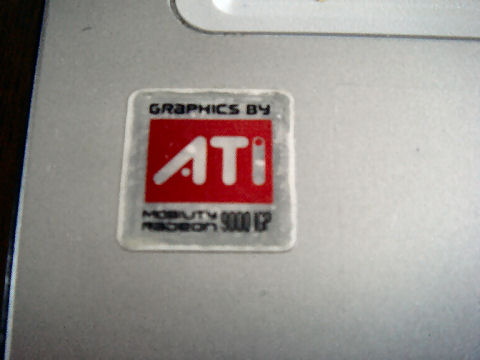 GRAPHICS BY
ATI
MOBILITY
RADEON 9000 IGP